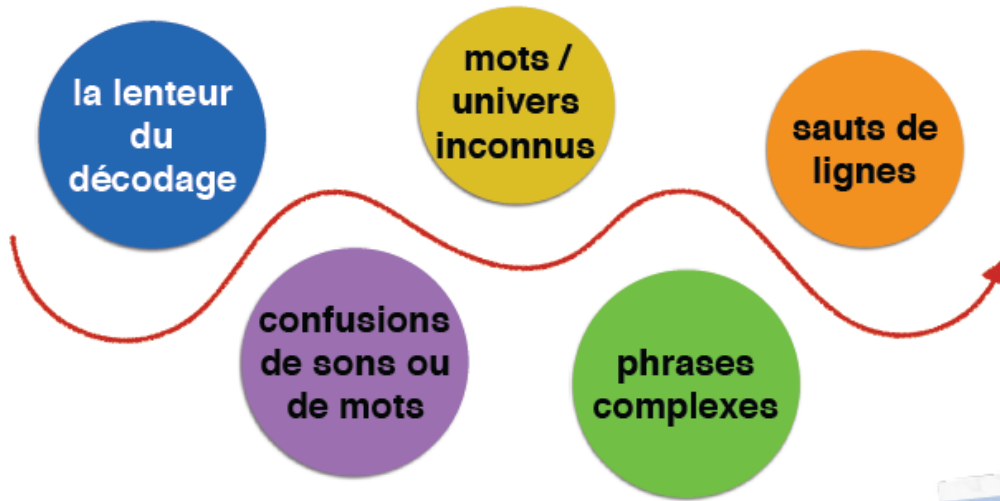 la lenteur
du
décodage
confusions
de sons ou
de mots
mots /
univers
inconnus
phrases
complexes
sauts de
lignes